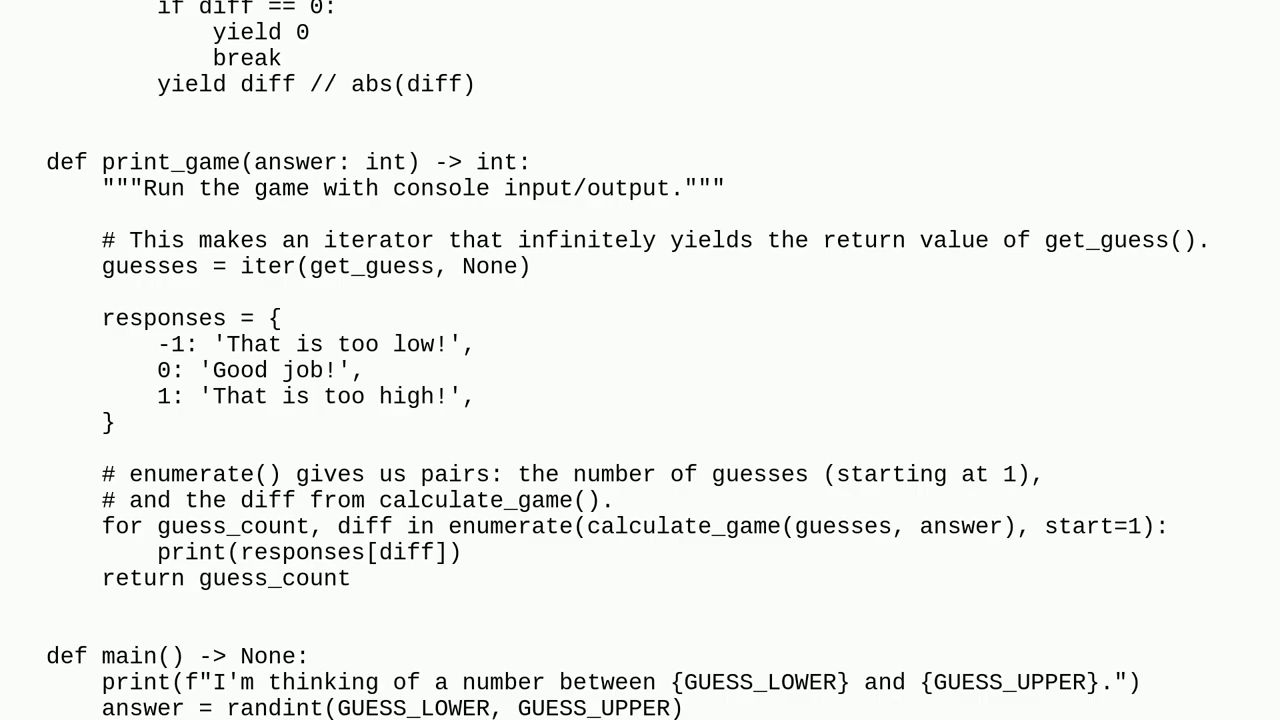 if diff == 0:
            yield 0
            break
        yield diff // abs(diff)


def print_game(answer: int) -> int:
    """Run the game with console input/output."""

    # This makes an iterator that infinitely yields the return value of get_guess().
    guesses = iter(get_guess, None)

    responses = {
        -1: 'That is too low!',
        0: 'Good job!',
        1: 'That is too high!',
    }

    # enumerate() gives us pairs: the number of guesses (starting at 1),
    # and the diff from calculate_game().
    for guess_count, diff in enumerate(calculate_game(guesses, answer), start=1):
        print(responses[diff])
    return guess_count


def main() -> None:
    print(f"I'm thinking of a number between {GUESS_LOWER} and {GUESS_UPPER}.")
    answer = randint(GUESS_LOWER, GUESS_UPPER)